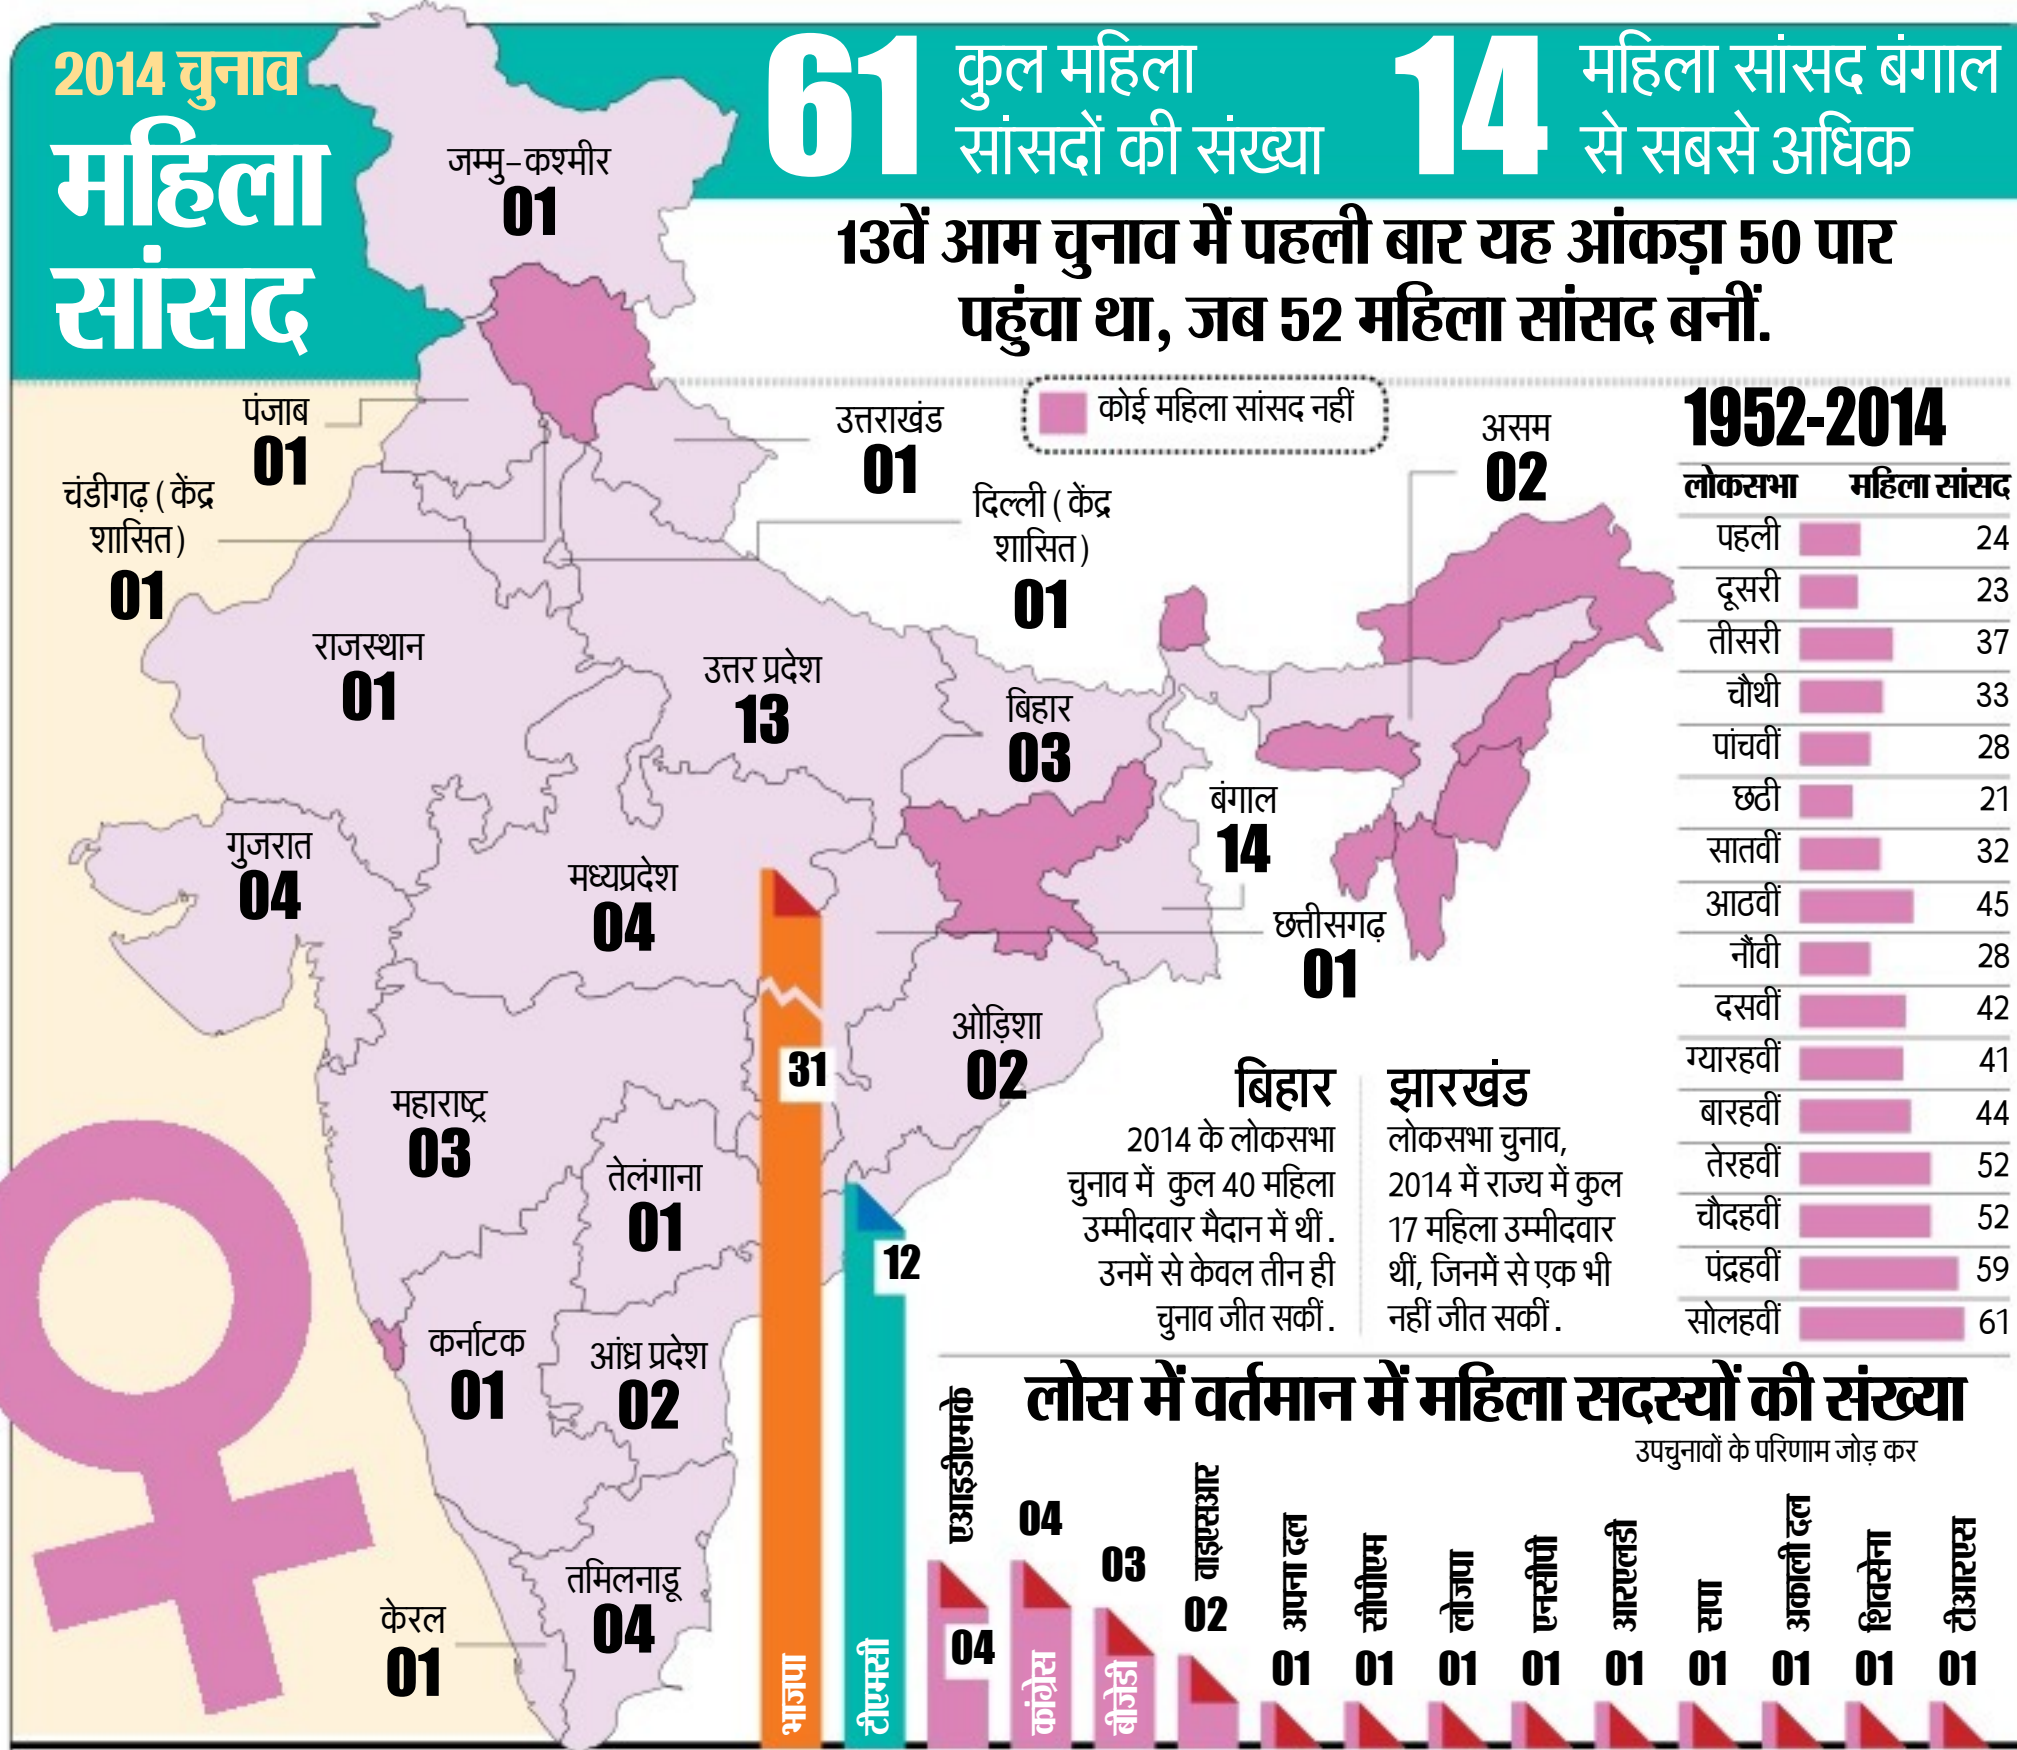 2014 चुनाव
महिला
सांसद
61
कुल महिला
सांसदों की संख्या
14
महिला सांसद बंगाल
से सबसे अधिक
13वें आम चुनाव में पहली बार यह आंकड़ा 50 पार
पहुंचा था, जब 52 महिला सांसद बनीं.
कोई महिला सांसद नहीं
जम्मु-कश्मीर
01
पंजाब
01
चंडीगढ़ ( केंद्र
शासित )
01
उत्तराखंड
01
दिल्ली ( केंद्र
शासित )
01
असम
02
राजस्थान
01
उत्तर प्रदेश
13
बिहार
03
बंगाल
14
गुजरात
04
मध्यप्रदेश
04
छत्तीसगढ़
01
ओड़िशा
02
महाराष्ट्र
03
तेलंगाना
01
कर्नाटक
01
आंध्र प्रदेश
02
तमिलनाडू
04
केरल
01
1952-2014
लोकसभा महिला सांसद
पहली 24
दूसरी 23
तीसरी 37
चौथी 33
पांचवीं 28
छठी 21
सातवीं 32
आठवीं 45
नौंवी 28
दसवीं 42
ग्यारहवीं 41
बारहवीं 44
तेरहवीं 52
चौदहवीं 52
पंद्रहवीं 59
सोलहवीं 61
बिहार
2014 के लोकसभा
चुनाव में कुल 40 महिला
उम्मीदवार मैदान में थीं .
उनमें से केवल तीन ही
चुनाव जीत सकीं .
झारखंड
लोकसभा चुनाव,
2014 में राज्य में कुल
17 महिला उम्मीदवार
थीं, जिनमें से एक भी
नहीं जीत सकीं .
लोस में वर्तमान में महिला सदस्यों की संख्या
उपचुनावों के परिणाम जोड़ कर
31
भाजपा
12
टीएमसी
एआइडीएमके
04
04
कांग्रेस
03
बीजेडी
वाइएसआर
02
अपना दल
01
सीपीएम
01
लोजपा
01
एनसीपी
01
आरएलडी
01
सपा
01
अकाली दल
01
शिवसेना
01
टीआरएस
01